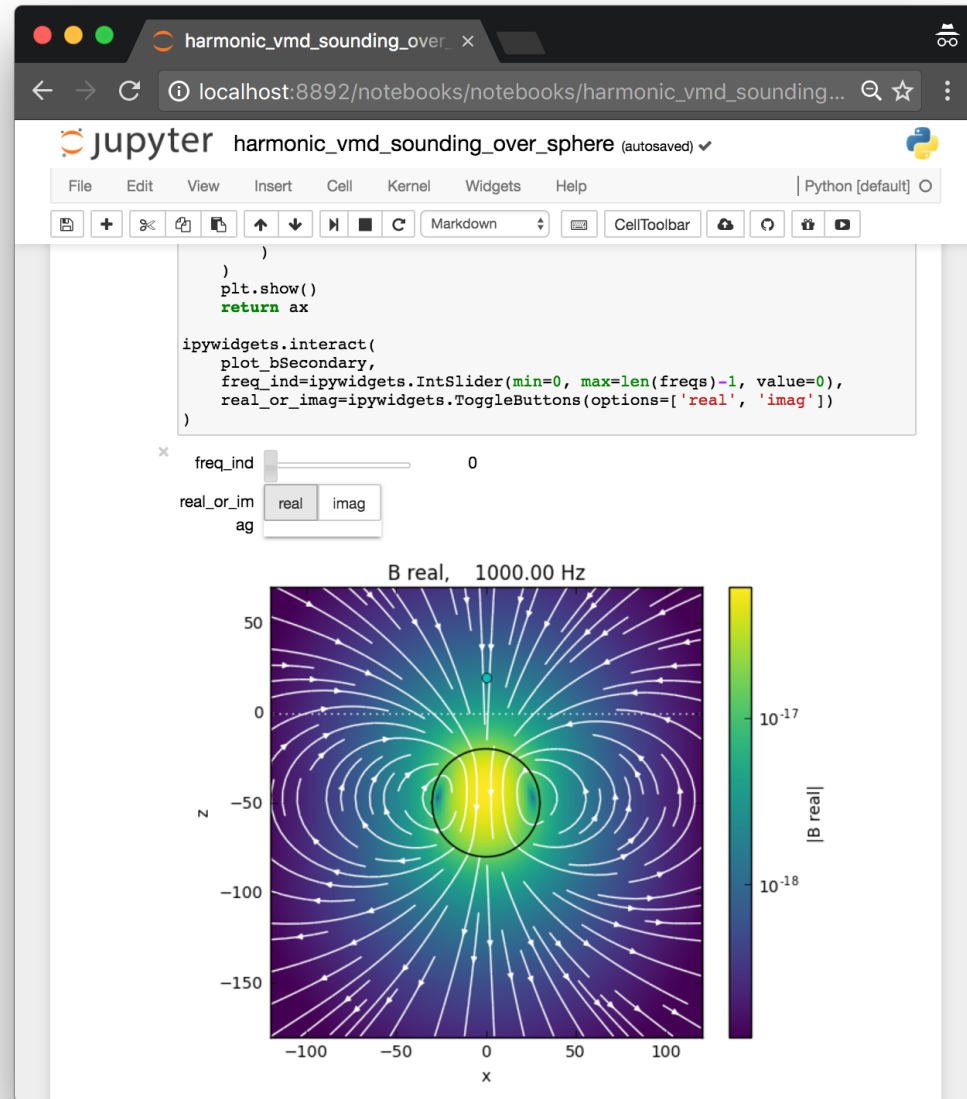 harmonic_vmd_sounding_over_
localhost:8892/notebooks/notebooks/harmonic_vmd_sounding...
jupyter harmonic_vmd_sounding_over_sphere (autosaved)
File Edit View Insert Cell Kernel Widgets Help Python [default]
Markdown CellToolbar
)
)
plt.show()
return ax
ipywidgets.interact(
plot_bSecondary,
freq_ind=ipywidgets.IntSlider(min=0, max=len(freqs)-1, value=0),
real_or_imag=ipywidgets.ToggleButtons(options=['real', 'imag'])
)
freq_ind 0
real_or_im
ag
real imag
B real, 1000.00 Hz
50
0
−50
−100
−150
z
−100 −50 0 50 100
x
10-17
10-18
|B real|